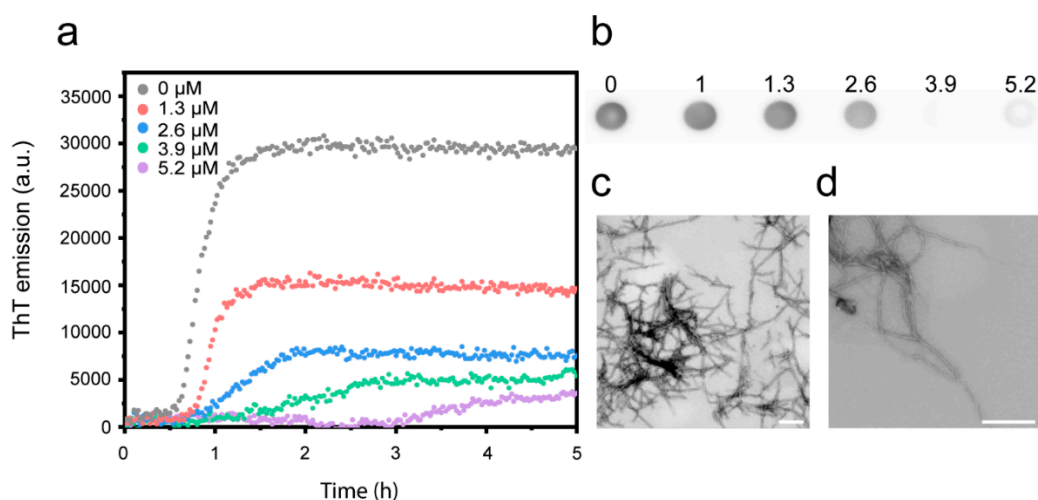 a
ThT emission (a.u.)
35000
30000
25000
20000
15000
10000
5000
0
0 µM
1.3 µM
2.6 µM
3.9 µM
5.2 µM
0 1 2 3 4 5
Time (h)
b
0 1 1.3 2.6 3.9 5.2
c
d